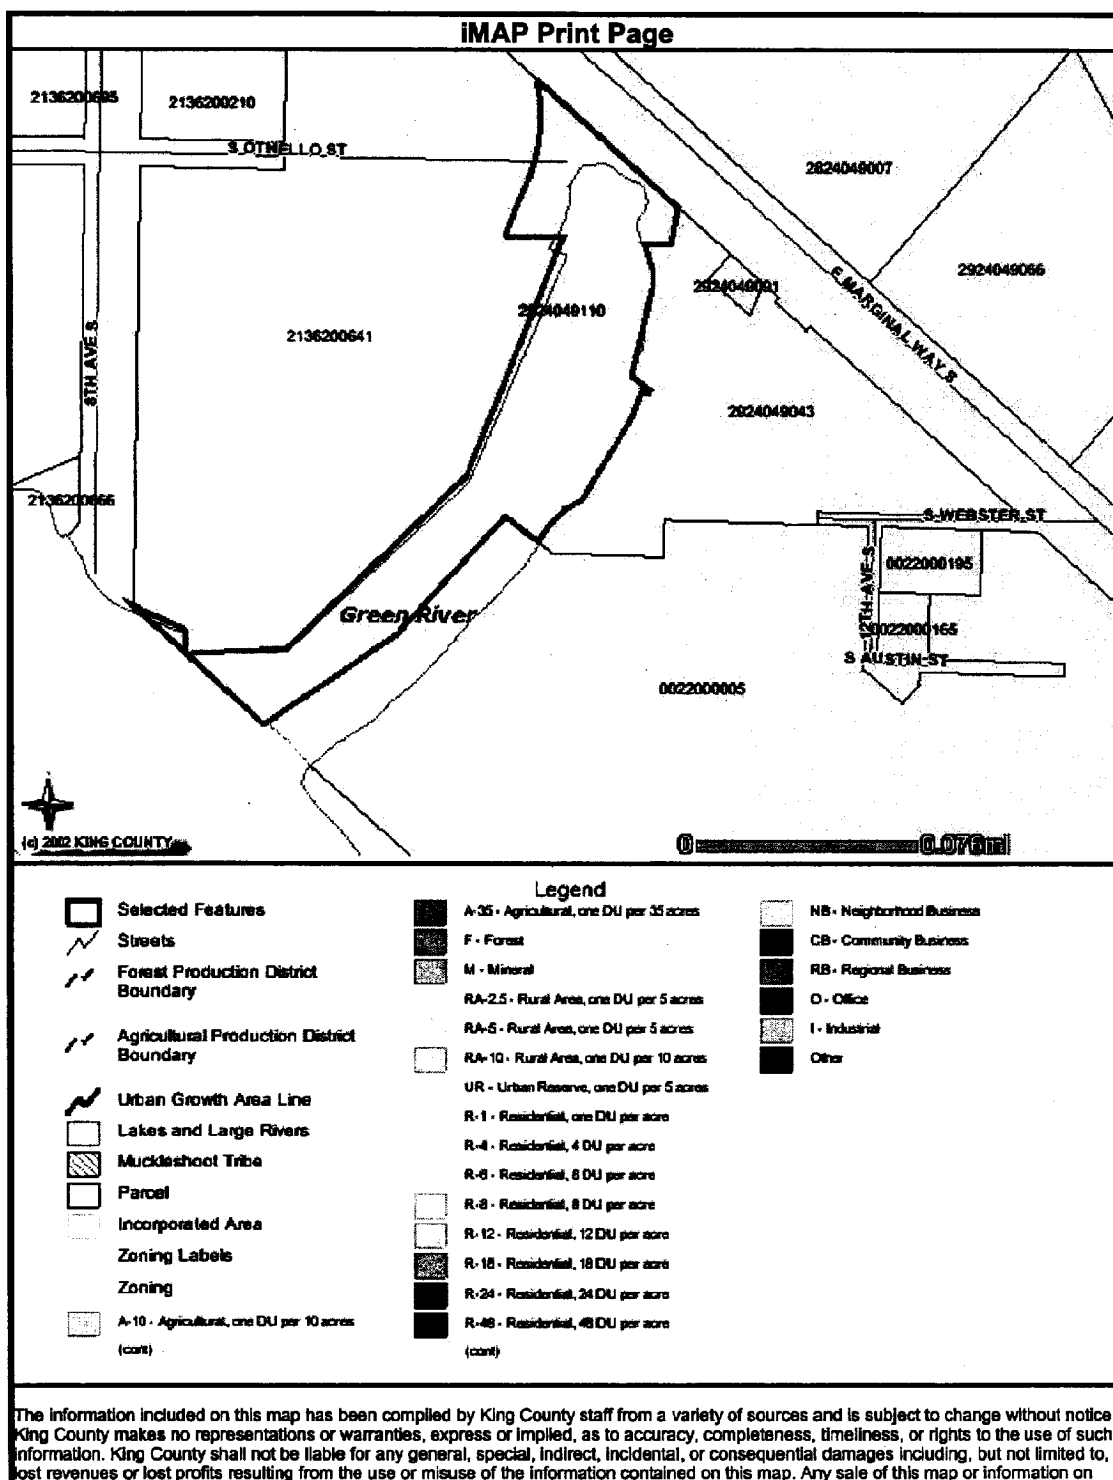 iMAP Print Page
2136200695
2136200210
S OTHELLO ST
2824049007
2924049066
2924049091
E MARGINAL WAY S
2924049110
2136200641
8TH AVE S
2924049043
2136200666
S WEBSTER ST
0022000195
12TH AVE S
0022000165
S AUSTIN ST
Green River
0022000005
(c) 2002 KING COUNTY
0 0.076mi
Legend
Selected Features
Streets
Forest Production District
Boundary
Agricultural Production District
Boundary
Urban Growth Area Line
Lakes and Large Rivers
Muckleshoot Tribe
Parcel
Incorporated Area
Zoning Labels
Zoning
A-10 - Agricultural, one DU per 10 acres
(cont)
A-35 - Agricultural, one DU per 35 acres
F - Forest
M - Mineral
RA-2.5 - Rural Area, one DU per 5 acres
RA-5 - Rural Area, one DU per 5 acres
RA-10 - Rural Area, one DU per 10 acres
UR - Urban Reserve, one DU per 5 acres
R-1 - Residential, one DU per acre
R-4 - Residential, 4 DU per acre
R-6 - Residential, 6 DU per acre
R-8 - Residential, 8 DU per acre
R-12 - Residential, 12 DU per acre
R-18 - Residential, 18 DU per acre
R-24 - Residential, 24 DU per acre
R-48 - Residential, 48 DU per acre
(cont)
NB - Neighborhood Business
CB - Community Business
RB - Regional Business
O - Office
I - Industrial
Other
The information included on this map has been compiled by King County staff from a variety of sources and is subject to change without notice
King County makes no representations or warranties, express or implied, as to accuracy, completeness, timeliness, or rights to the use of such
information. King County shall not be liable for any general, special, indirect, incidental, or consequential damages including, but not limited to,
lost revenues or lost profits resulting from the use or misuse of the information contained on this map. Any sale of this map or information on